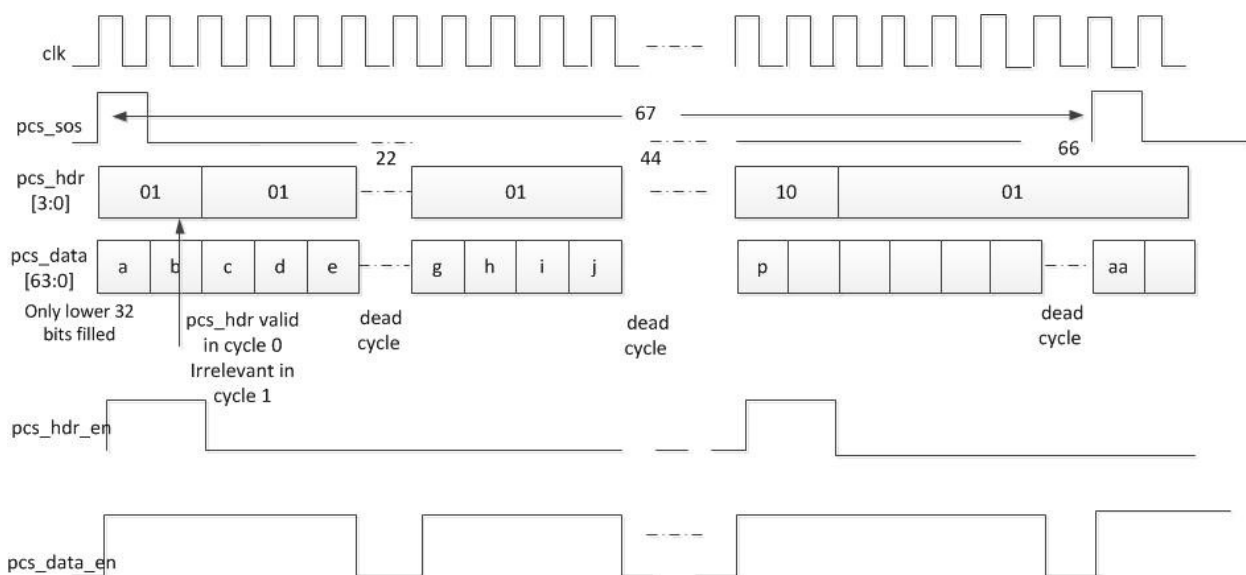 clk
pcs_sos
67
22
44
66
pcs_hdr
[3:0]
01
01
01
10
01
pcs_data
[63:0]
a
b
c
d
e
g
h
i
j
p
aa
Only lower 32
bits filled
pcs_hdr valid
in cycle 0
Irrelevant in
cycle 1
dead
cycle
dead
cycle
dead
cycle
pcs_hdr_en
pcs_data_en